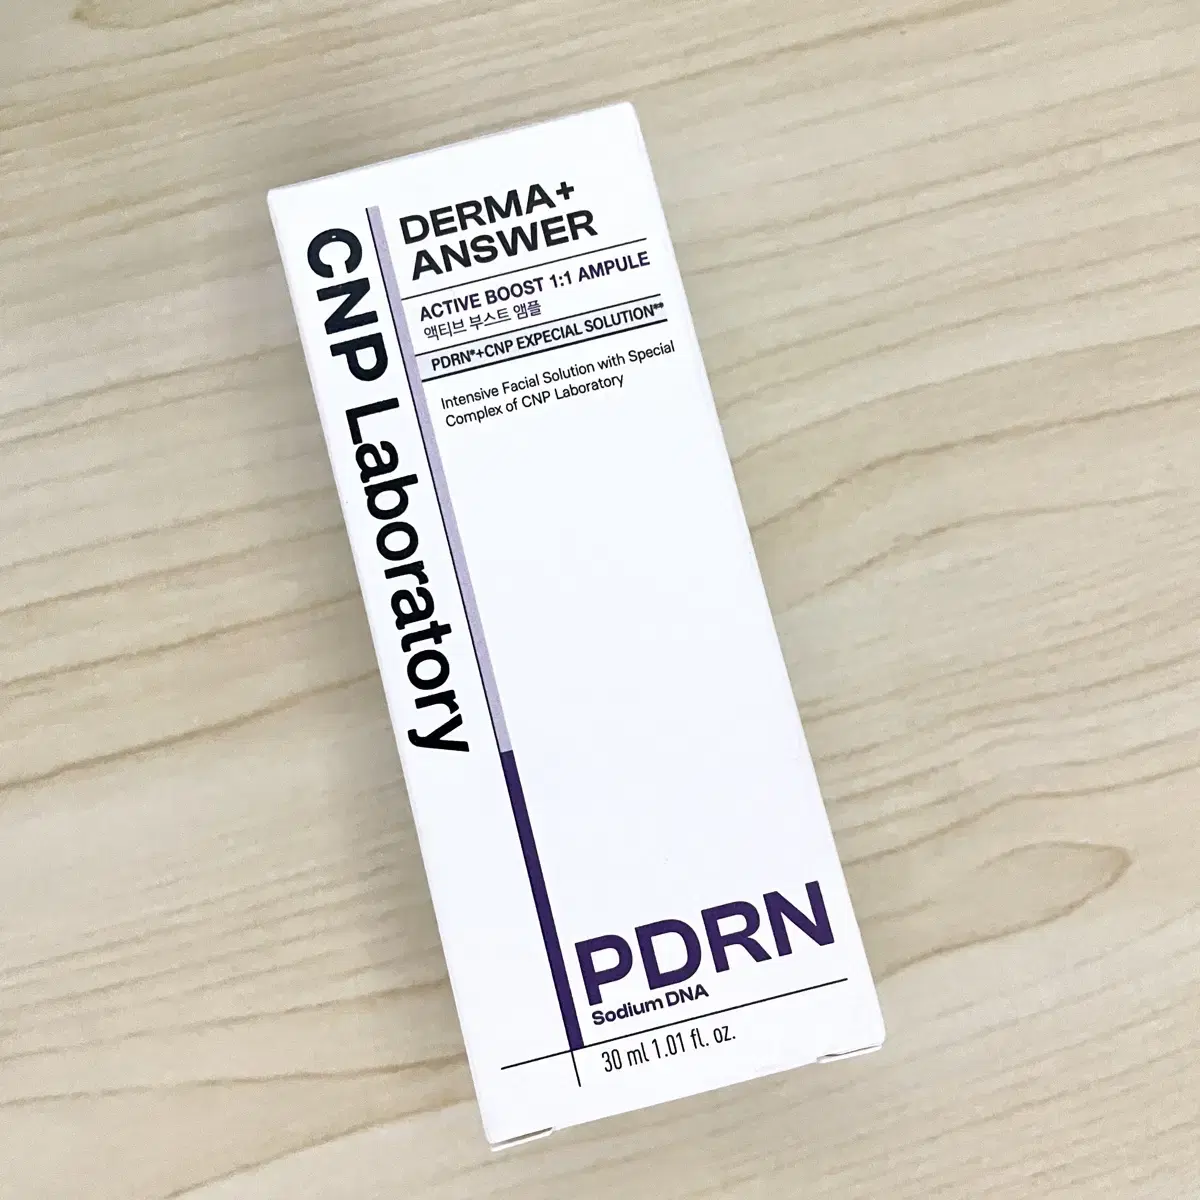 CNP Laboratory
DERMA+
ANSWER
ACTIVE BOOST 1:1 AMPULE
액티브 부스트 앰플
PDRN*+CNP EXPECIAL SOLUTION**
Intensive Facial Solution with Special
Complex of CNP Laboratory
PDRN
Sodium DNA
30 ml 1.01 fl. oz.